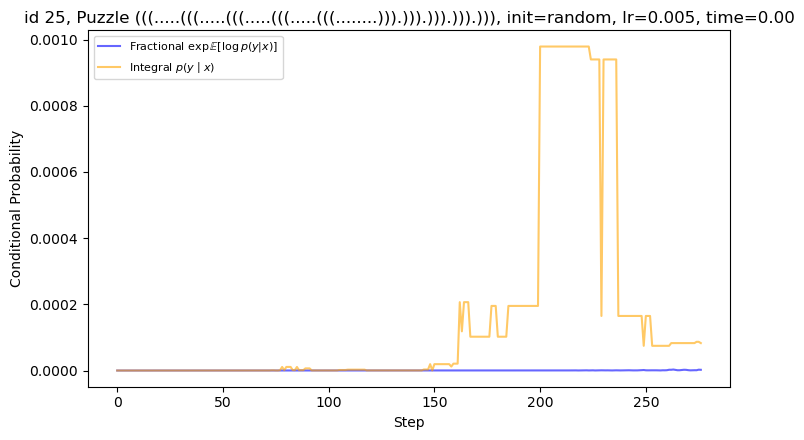 id 25, Puzzle (((.....(((.....(((.....(((.....(((........))).))).))).))).))), init=random, lr=0.005, time=0.00
Fractional exp𝔼[log p(y|x)]
Integral p(y | x)
0.0010
0.0008
0.0006
0.0004
0.0002
0.0000
Conditional Probability
0 50 100 150 200 250
Step